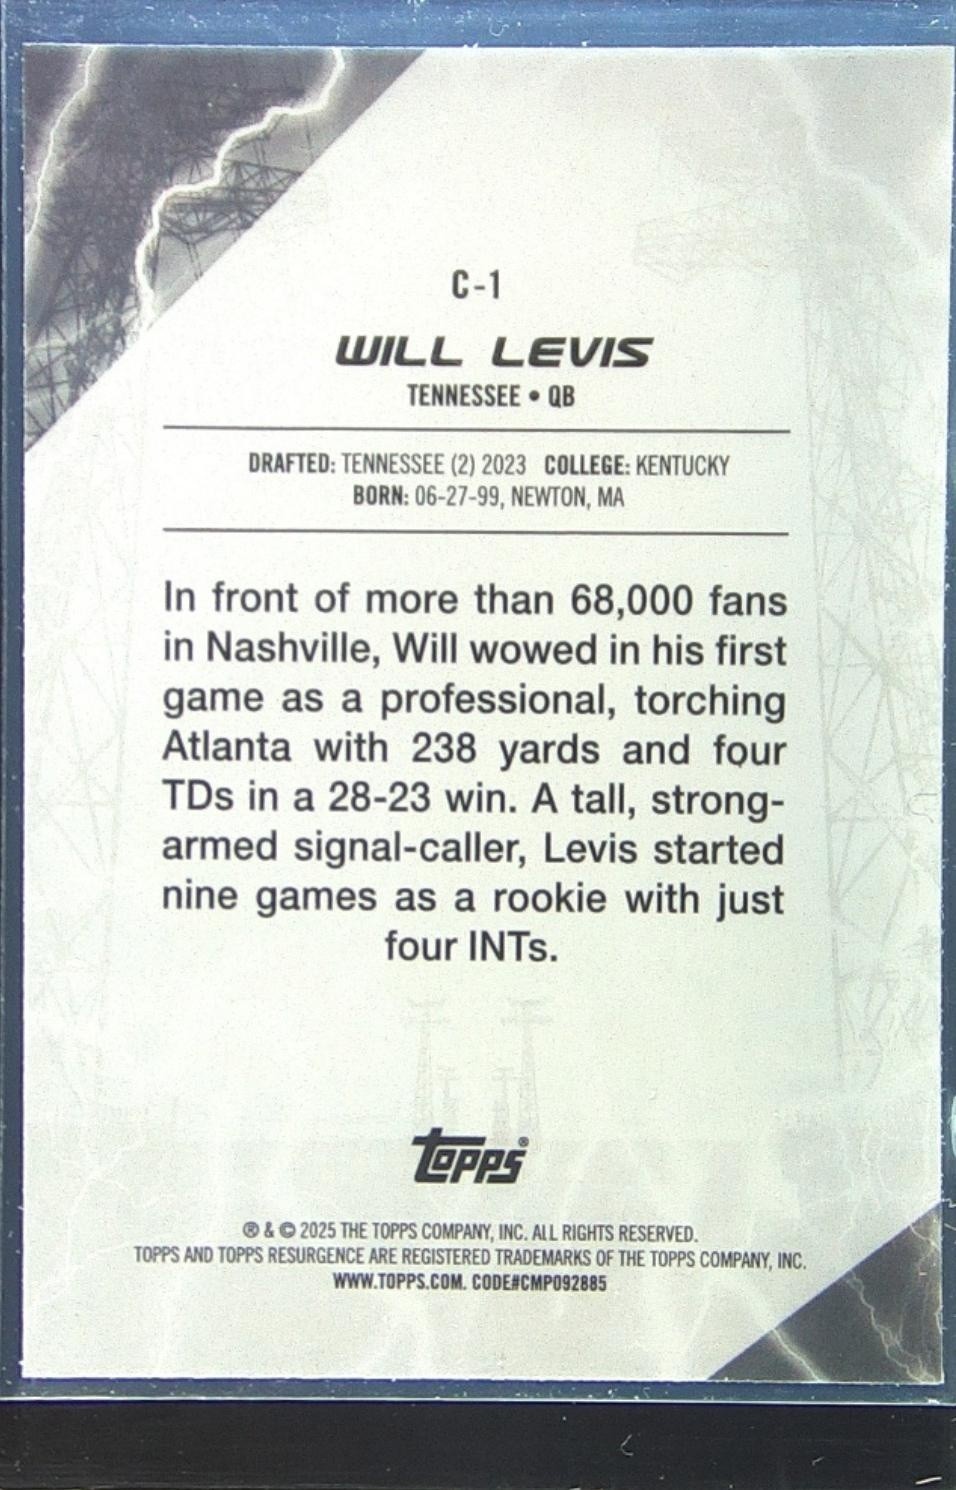 C-1
WILL LEVIS
TENNESSEE • QB
DRAFTED: TENNESSEE (2) 2023 COLLEGE: KENTUCKY
BORN: 06-27-99, NEWTON, MA
In front of more than 68,000 fans
in Nashville, Will wowed in his first
game as a professional, torching
Atlanta with 238 yards and four
TDs in a 28-23 win. A tall, strong-
armed signal-caller, Levis started
nine games as a rookie with just
four INTs.
topps®
® & © 2025 THE TOPPS COMPANY, INC. ALL RIGHTS RESERVED.
TOPPS AND TOPPS RESURGENCE ARE REGISTERED TRADEMARKS OF THE TOPPS COMPANY, INC.
WWW.TOPPS.COM. CODE#CMP092885